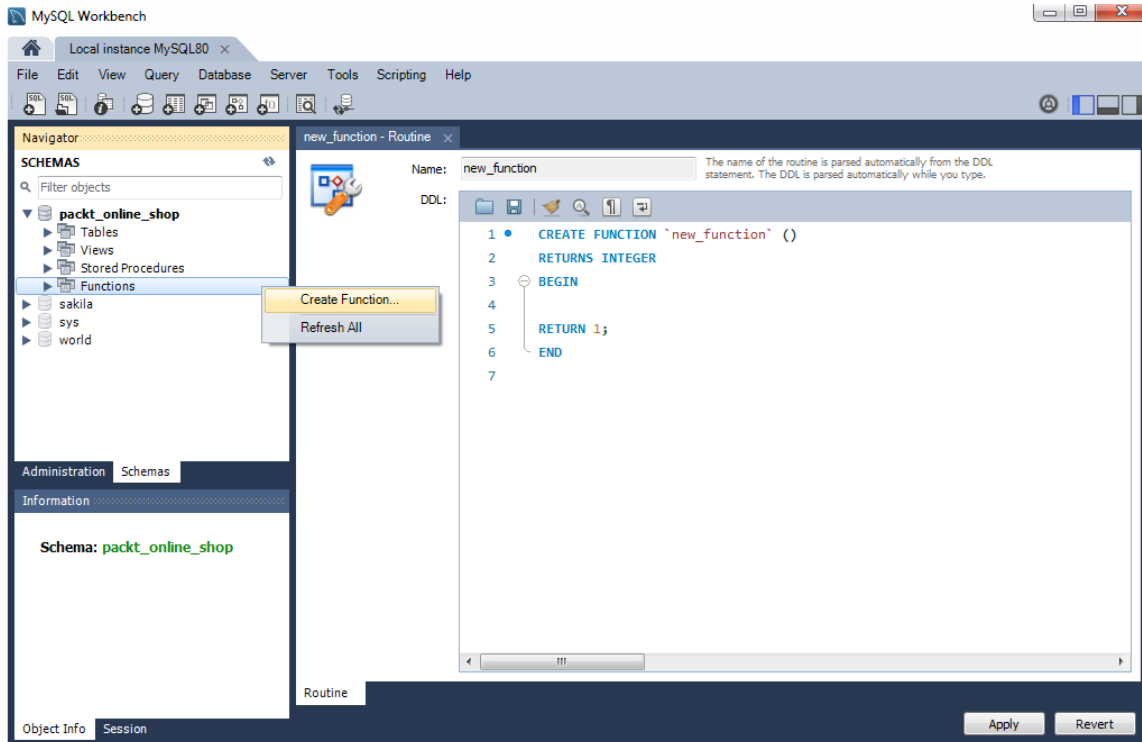 MySQL Workbench
Local instance MySQL80
File Edit View Query Database Server Tools Scripting Help
Navigator
SCHEMAS
Filter objects
packt_online_shop
Tables
Views
Stored Procedures
Functions
sakila
sys
world
Create Function...
Refresh All
Administration Schemas
Information
Schema: packt_online_shop
Object Info Session
new_function - Routine
Name: new_function
The name of the routine is parsed automatically from the DDL
statement. The DDL is parsed automatically while you type.
DDL:
1 CREATE FUNCTION `new_function` ()
2 RETURNS INTEGER
3 BEGIN
4
5 RETURN 1;
6 END
7
Routine
Apply Revert